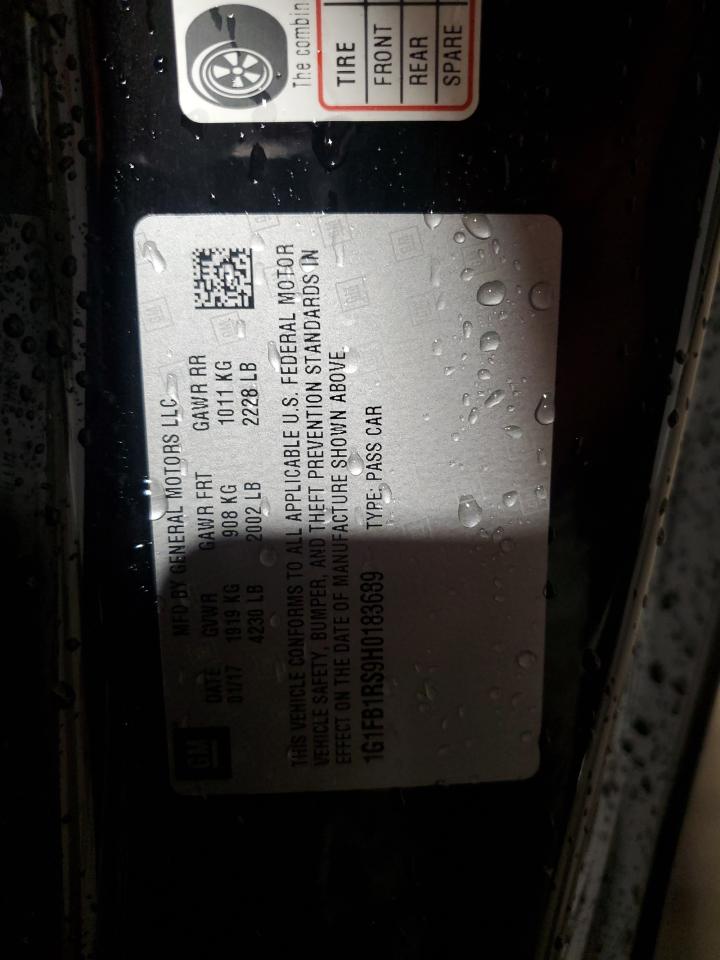 The combin
TIRE
FRONT
REAR
SPARE
MFD BY GENERAL MOTORS LLC
GM
DATE GVWR GAWR FRT GAWR RR
01/17 1919 KG 908 KG 1011 KG
4230 LB 2002 LB 2228 LB
THIS VEHICLE CONFORMS TO ALL APPLICABLE U.S. FEDERAL MOTOR
VEHICLE SAFETY, BUMPER, AND THEFT PREVENTION STANDARDS IN
EFFECT ON THE DATE OF MANUFACTURE SHOWN ABOVE.
1G1FB1RS9H0183689 TYPE: PASS CAR